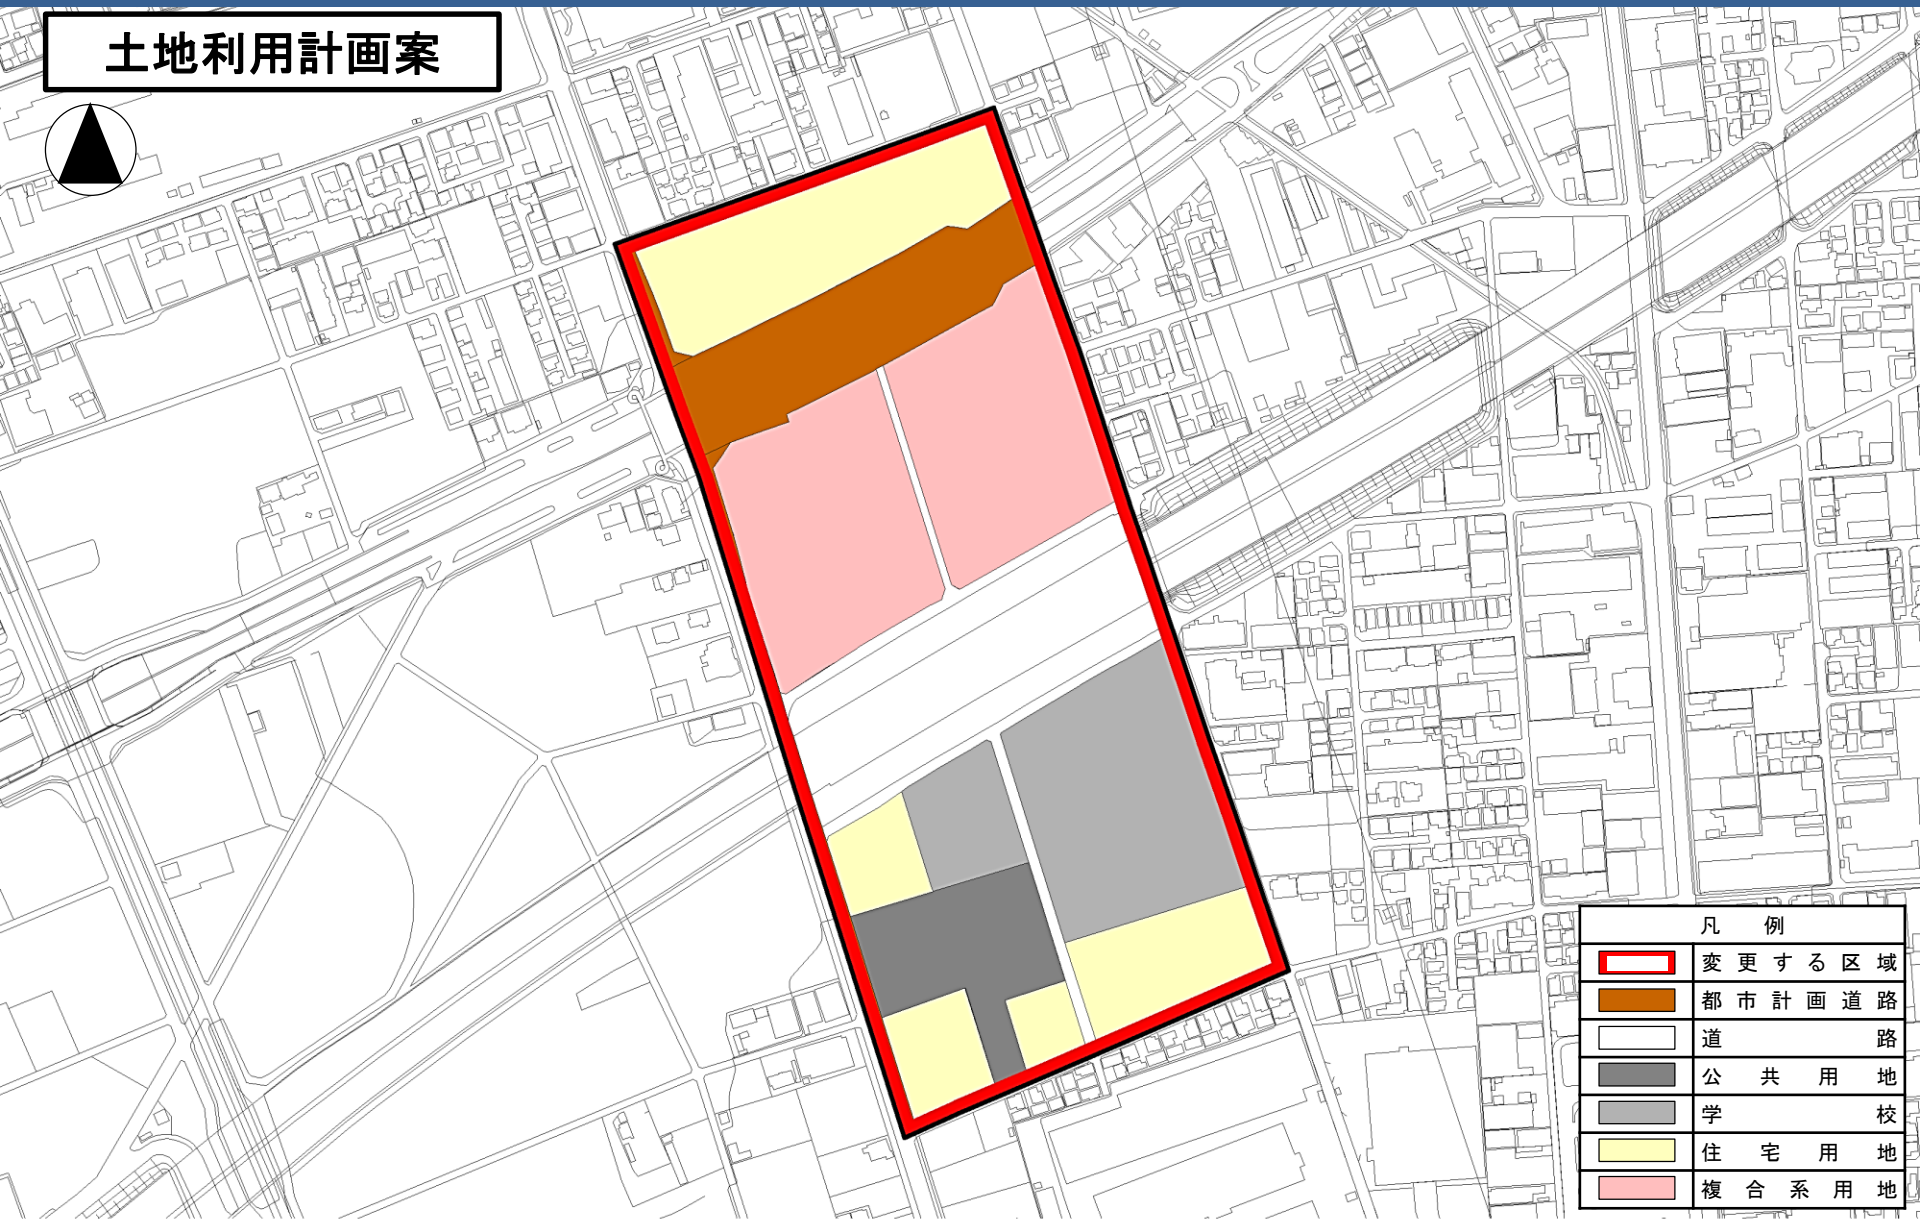 土地利用計画案
凡例
変更する区域
都市計画道路
道路
公共用地
学校
住宅用地
複合系用地